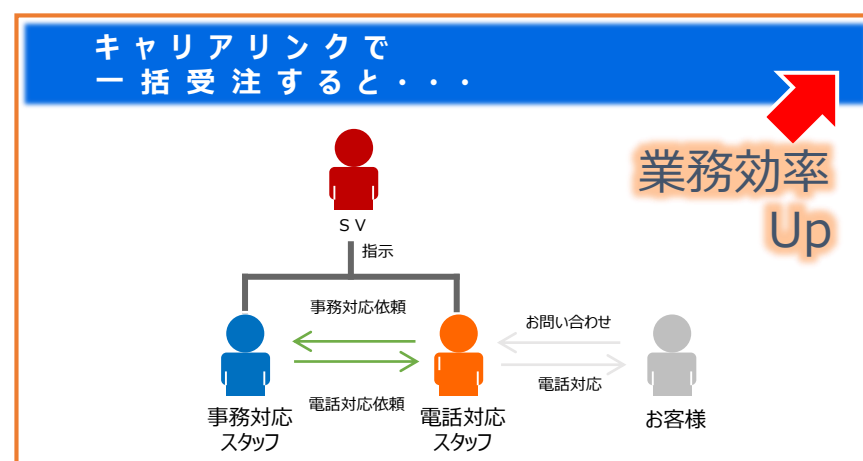 キャリアリンクで
一括受注すると・・・
業務効率
Up
ＳＶ
指示
事務対応依頼
お問い合わせ
電話対応依頼
電話対応
事務対応
スタッフ
電話対応
スタッフ
お客様